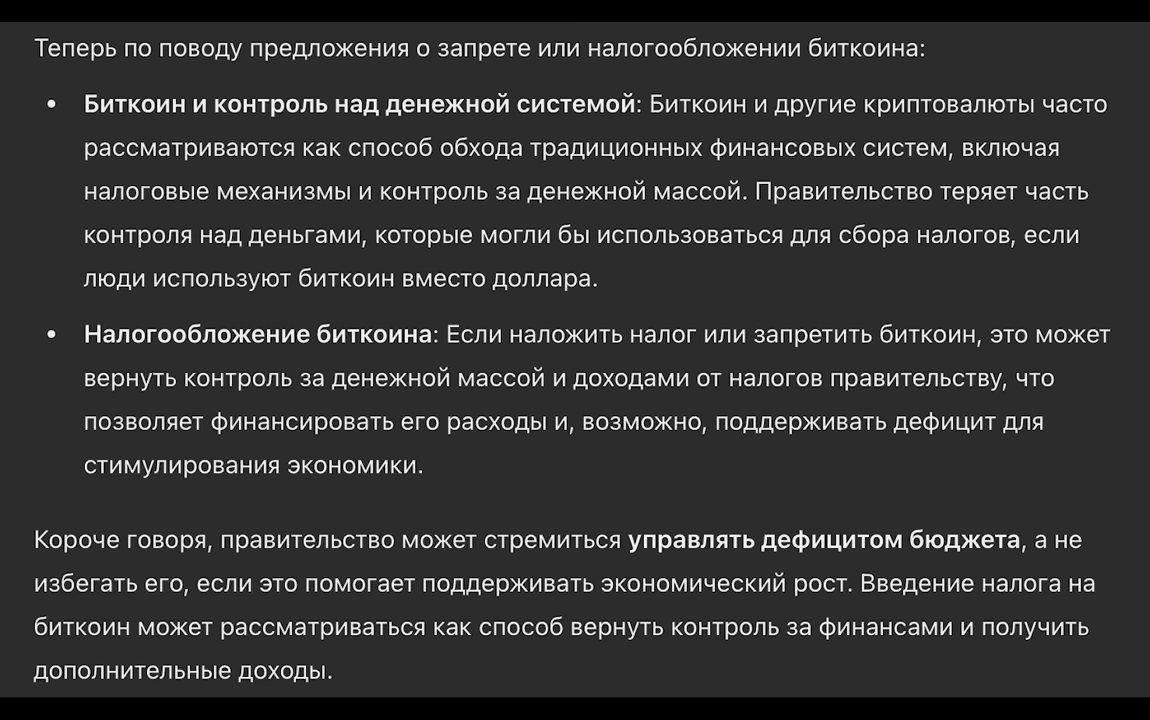 Теперь по поводу предложения о запрете или налогообложении биткоина:
• Биткоин и контроль над денежной системой: Биткоин и другие криптовалюты часто
рассматриваются как способ обхода традиционных финансовых систем, включая
налоговые механизмы и контроль за денежной массой. Правительство теряет часть
контроля над деньгами, которые могли бы использоваться для сбора налогов, если
люди используют биткоин вместо доллара.
• Налогообложение биткоина: Если наложить налог или запретить биткоин, это может
вернуть контроль за денежной массой и доходами от налогов правительству, что
позволяет финансировать его расходы и, возможно, поддерживать дефицит для
стимулирования экономики.
Короче говоря, правительство может стремиться управлять дефицитом бюджета, а не
избегать его, если это помогает поддерживать экономический рост. Введение налога на
биткоин может рассматриваться как способ вернуть контроль за финансами и получить
дополнительные доходы.